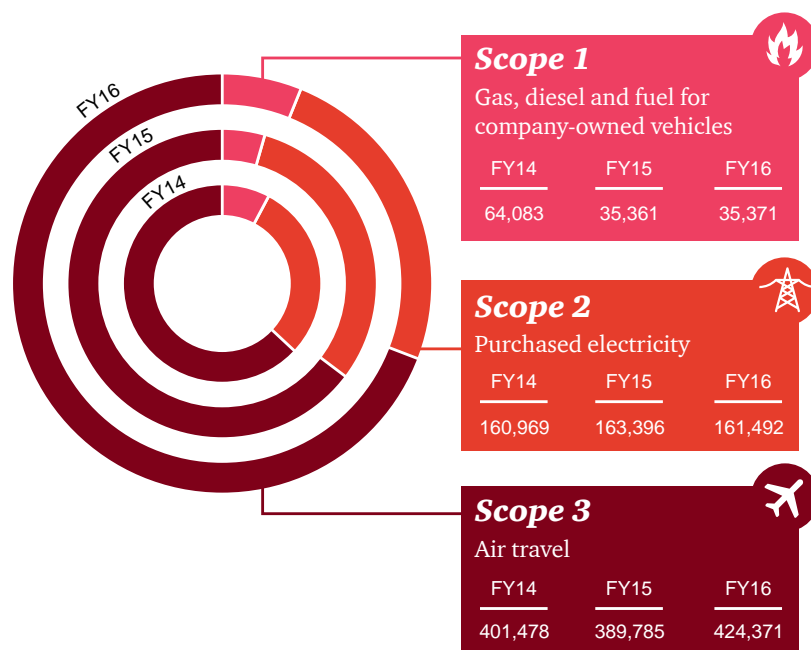 FY16
FY15
FY14
Scope 1
Gas, diesel and fuel for
company-owned vehicles
FY14 FY15 FY16
64,083 35,361 35,371
Scope 2
Purchased electricity
FY14 FY15 FY16
160,969 163,396 161,492
Scope 3
Air travel
FY14 FY15 FY16
401,478 389,785 424,371